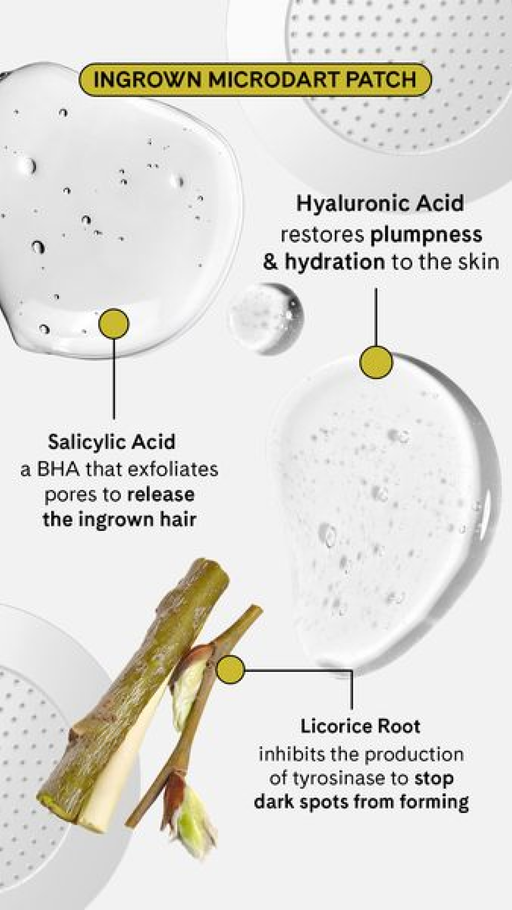 INGROWN MICRODART PATCH
Hyaluronic Acid
restores plumpness
& hydration to the skin
Salicylic Acid
a BHA that exfoliates
pores to release
the ingrown hair
Licorice Root
inhibits the production
of tyrosinase to stop
dark spots from forming